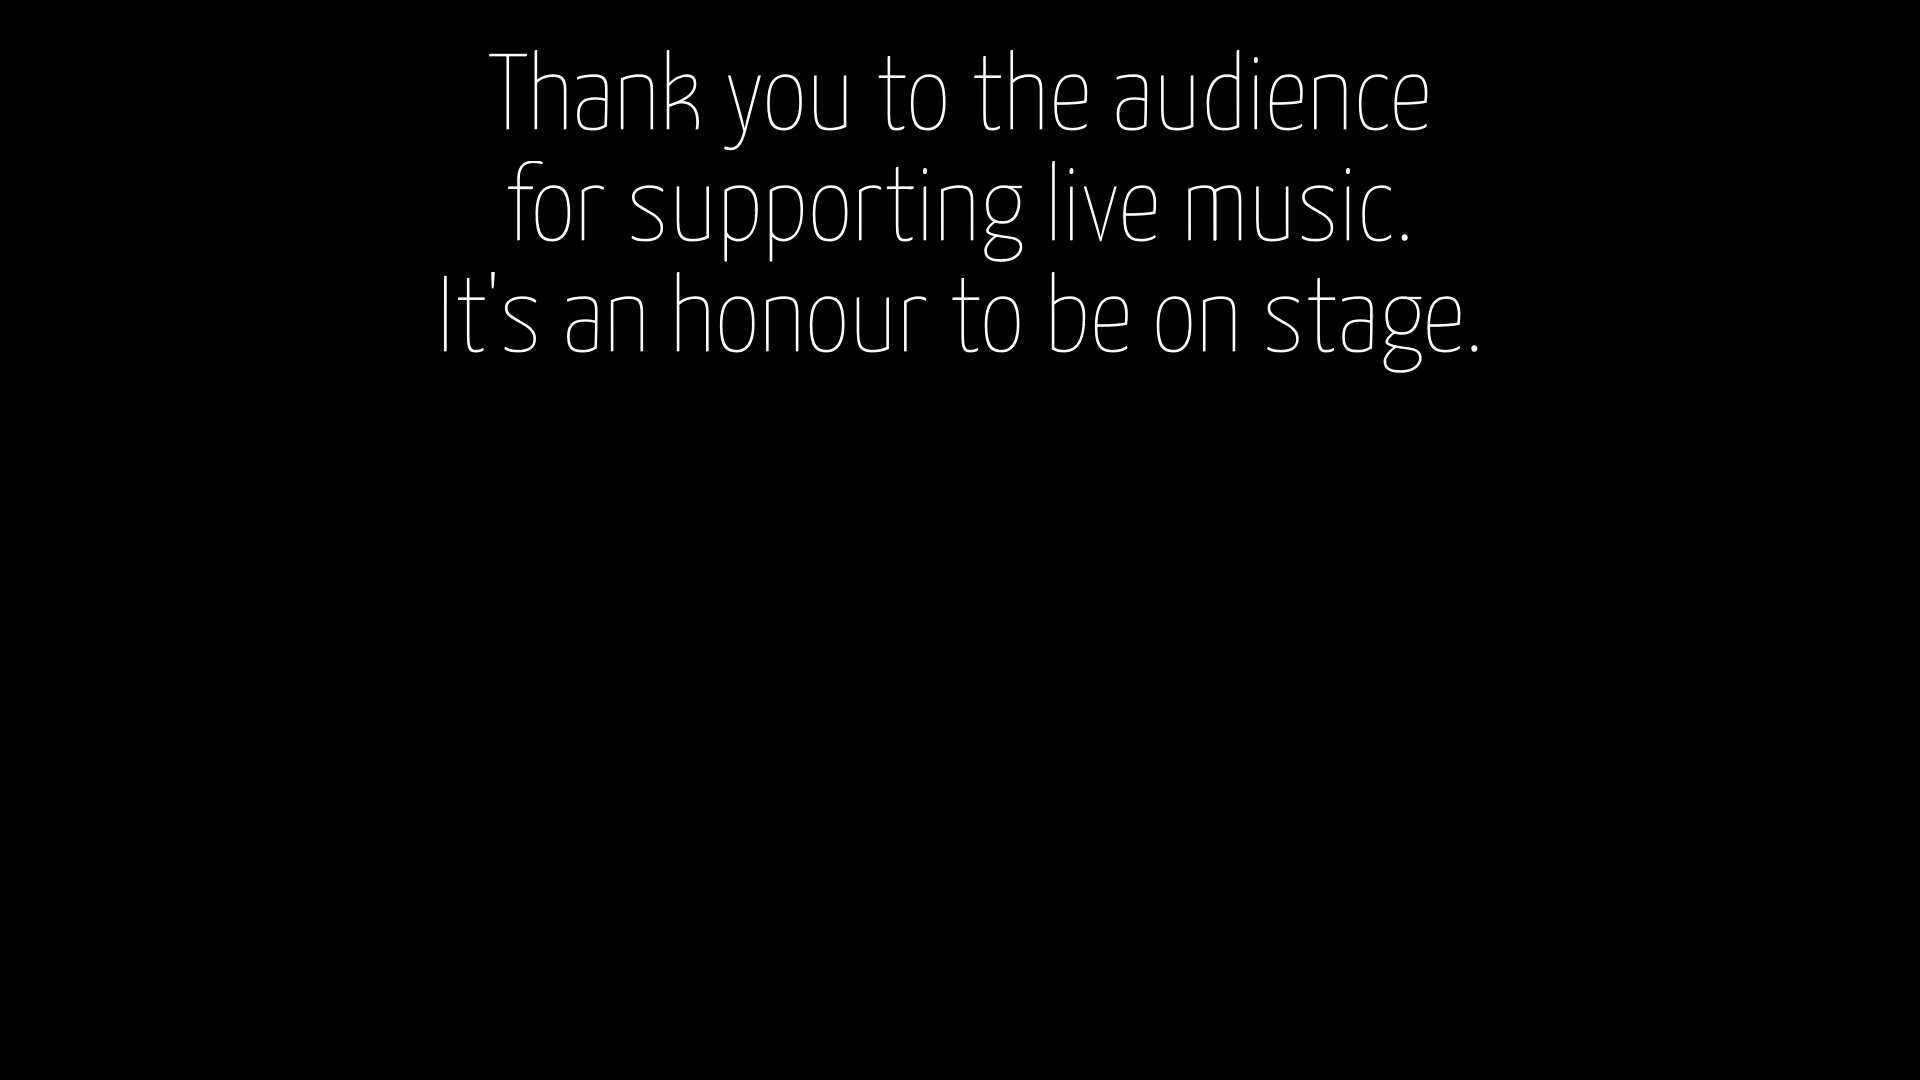 Thank you to the audience
for supporting live music.
It's an honour to be on stage.